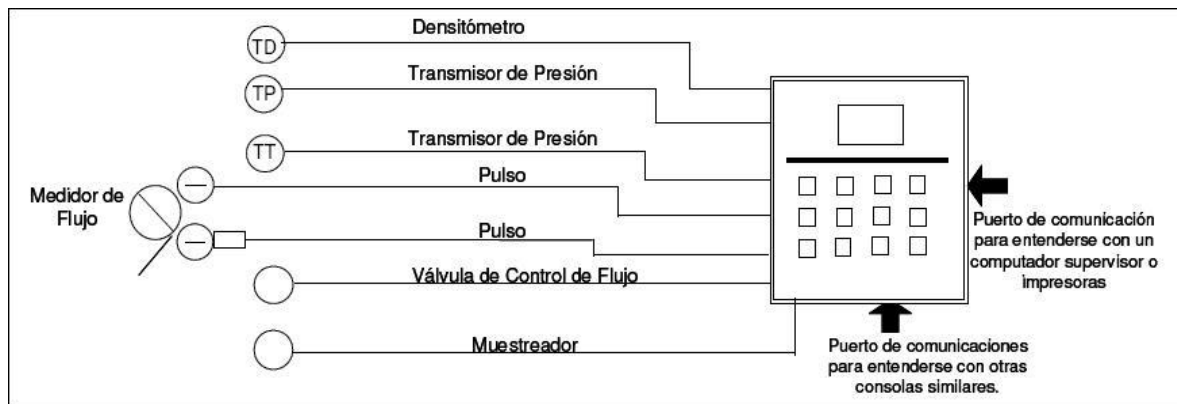 Densitómetro
TD
Transmisor de Presión
TP
Transmisor de Presión
TT
Pulso
Medidor de
Flujo
Pulso
Válvula de Control de Flujo
Muestreador
Puerto de comunicación
para entenderse con un
computador supervisor o
impresoras
Puerto de comunicaciones
para entenderse con otras
consolas similares.